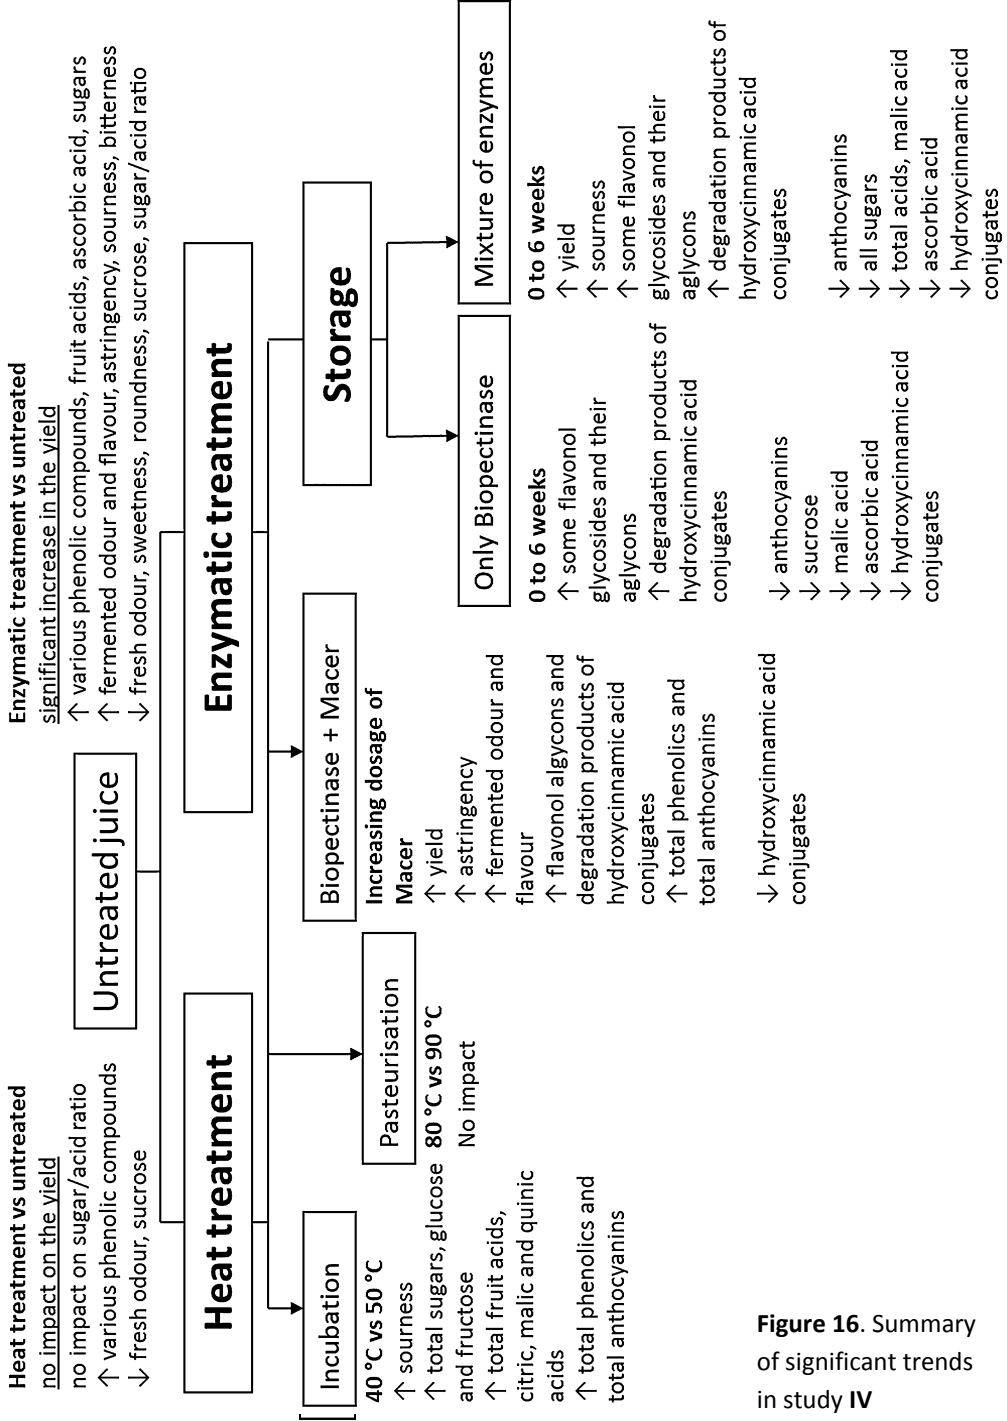 Heat treatment vs untreated
no impact on the yield
no impact on sugar/acid ratio
↑ various phenolic compounds
↓ fresh odour, sucrose
Untreated juice
Enzymatic treatment vs untreated
significant increase in the yield
↑ various phenolic compounds, fruit acids, ascorbic acid, sugars
↑ fermented odour and flavour, astringency, sourness, bitterness
↓ fresh odour, sweetness, roundness, sucrose, sugar/acid ratio
Heat treatment
Enzymatic treatment
Incubation
40 °C vs 50 °C
↑ sourness
↑ total sugars, glucose
and fructose
↑ total fruit acids,
citric, malic and quinic
acids
↑ total phenolics and
total anthocyanins
Pasteurisation
80 °C vs 90 °C
No impact
Biopectinase + Macer
Increasing dosage of
Macer
↑ yield
↑ astringency
↑ fermented odour and
flavour
↑ flavonol algycons and
degradation products of
hydroxycinnamic acid
conjugates
↑ total phenolics and
total anthocyanins
↓ hydroxycinnamic acid
conjugates
Storage
Only Biopectinase
0 to 6 weeks
↑ some flavonol
glycosides and their
aglycons
↑ degradation products of
hydroxycinnamic acid
conjugates
↓ anthocyanins
↓ sucrose
↓ malic acid
↓ ascorbic acid
↓ hydroxycinnamic acid
conjugates
Mixture of enzymes
0 to 6 weeks
↑ yield
↑ sourness
↑ some flavonol
glycosides and their
aglycons
↑ degradation products of
hydroxycinnamic acid
conjugates
↓ anthocyanins
↓ all sugars
↓ total acids, malic acid
↓ ascorbic acid
↓ hydroxycinnamic acid
conjugates
Figure 16. Summary
of significant trends
in study IV